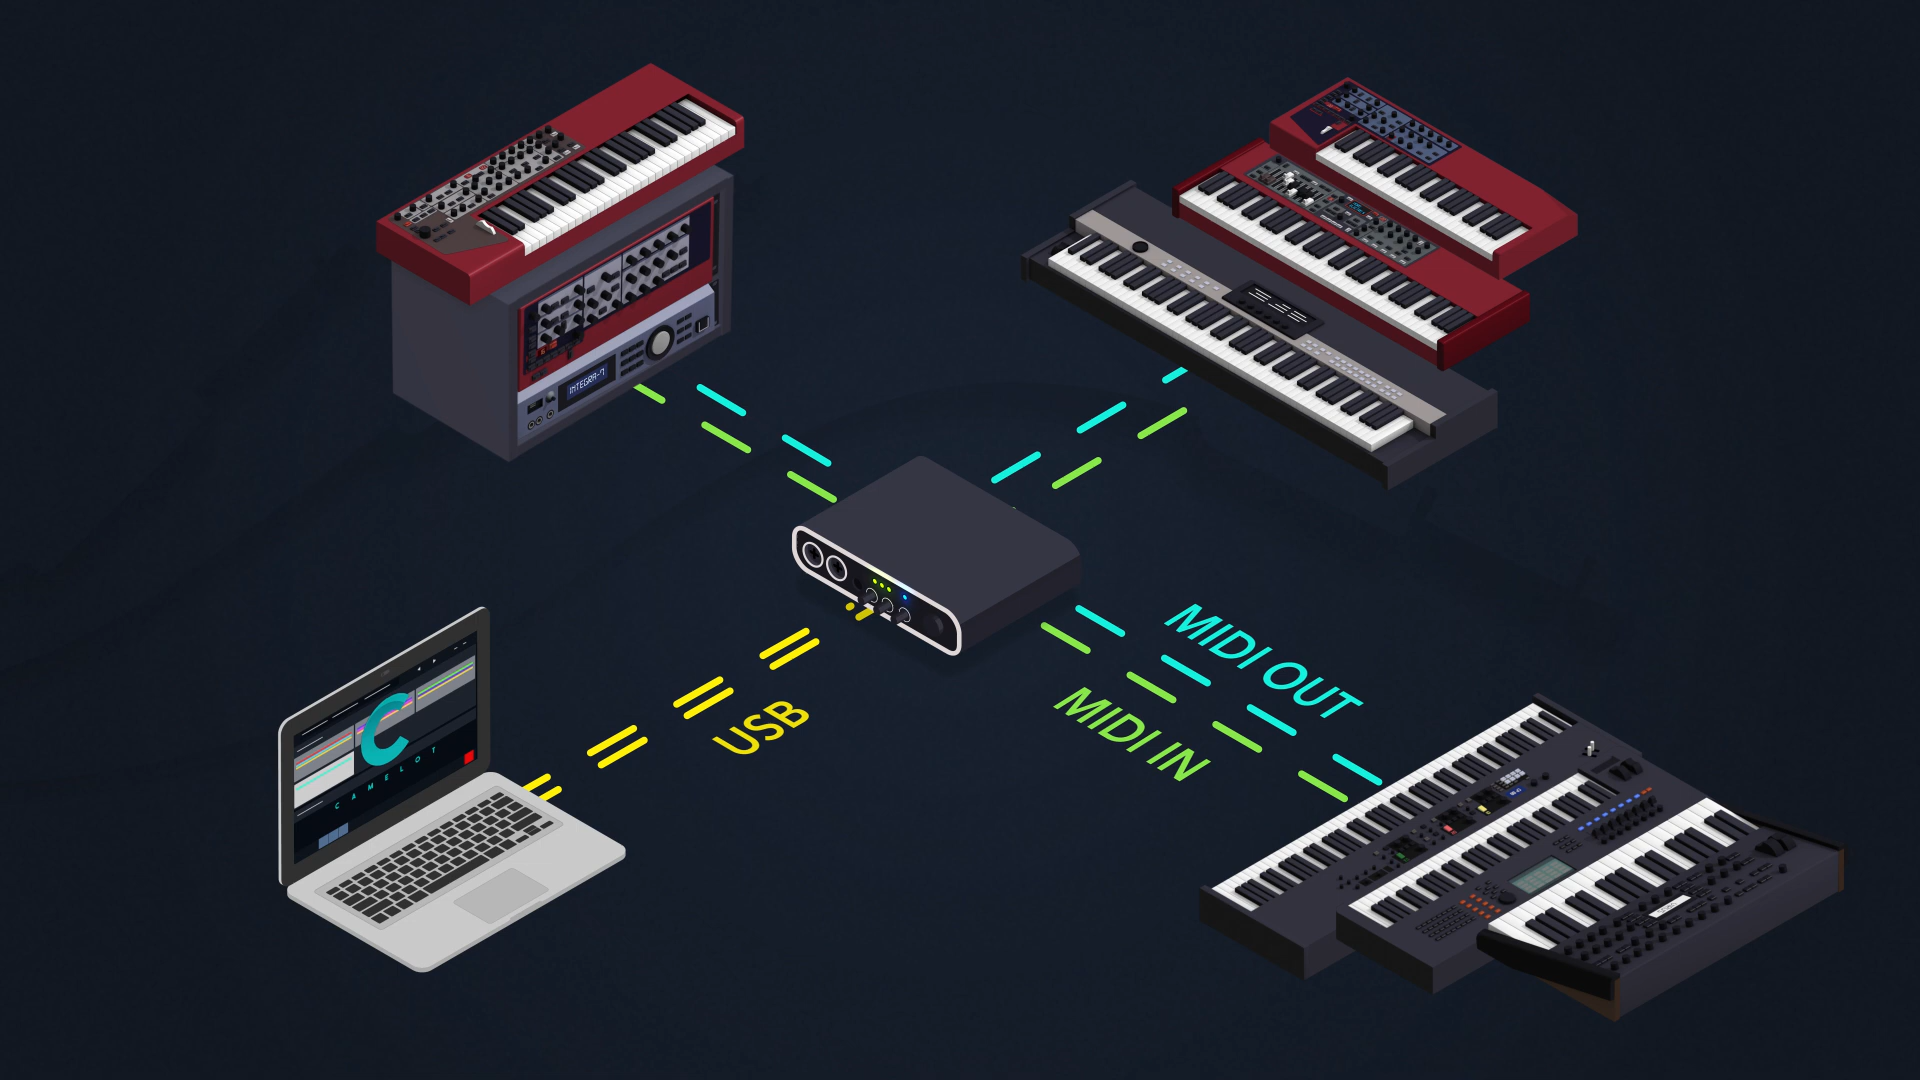 INTEGRA-7
MIDI OUT
MIDI IN
USB
C
CAMELOT